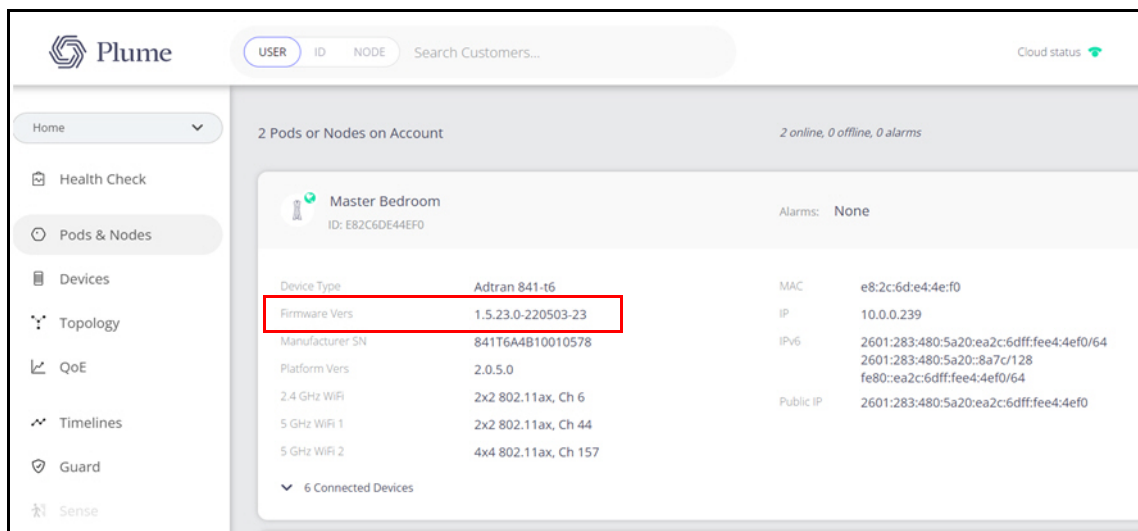 Plume
USER ID NODE Search Customers...
Cloud status
Home
Health Check
Pods & Nodes
Devices
Topology
QoE
Timelines
Guard
Sense
2 Pods or Nodes on Account
2 online, 0 offline, 0 alarms
Master Bedroom
ID: E82C6DE44EF0
Alarms: None
Device Type Adtran 841-t6
Firmware Vers 1.5.23.0-220503-23
Manufacturer SN 841T6A4B10010578
Platform Vers 2.0.5.0
2.4 GHz WiFi 2x2 802.11ax, Ch 6
5 GHz WiFi 1 2x2 802.11ax, Ch 44
5 GHz WiFi 2 4x4 802.11ax, Ch 157
6 Connected Devices
MAC e8:2c:6d:e4:4e:f0
IP 10.0.0.239
IPv6 2601:283:480:5a20:ea2c:6dff:fee4:4ef0/64
2601:283:480:5a20::8a7c/128
fe80::ea2c:6dff:fee4:4ef0/64
Public IP 2601:283:480:5a20:ea2c:6dff:fee4:4ef0